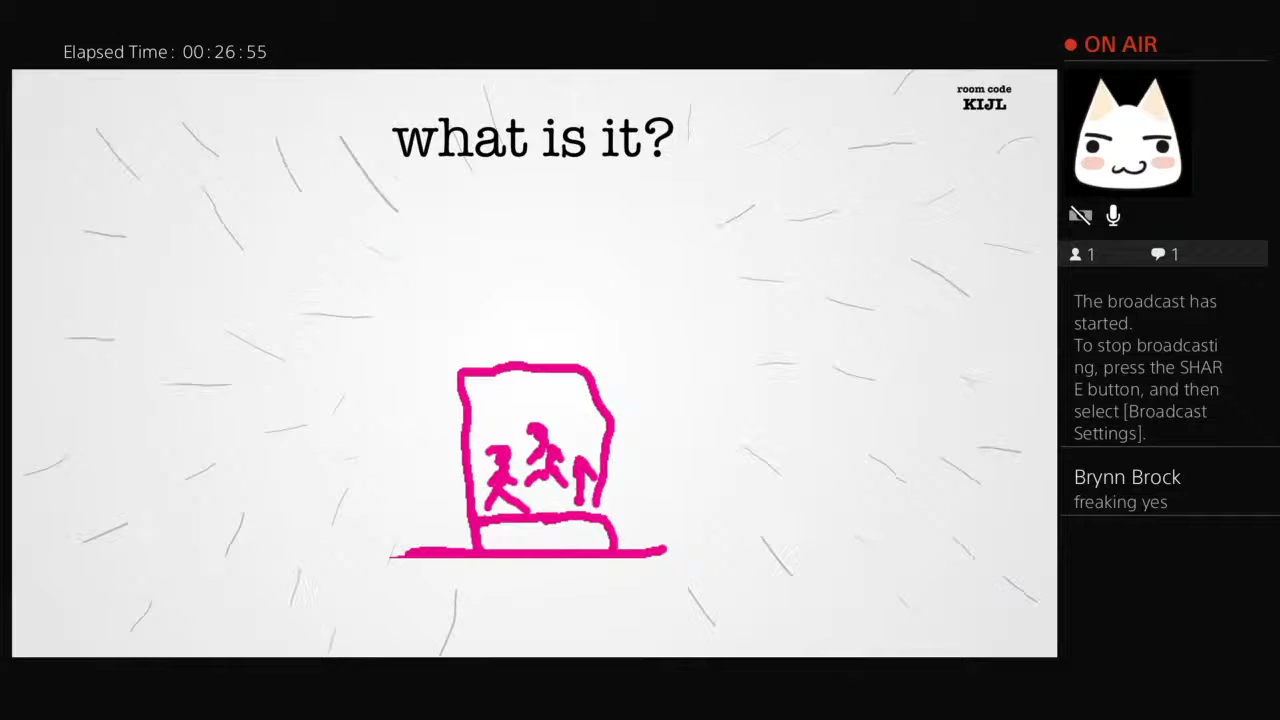 Elapsed Time: 00:26:55
ON AIR
room code
KIJL
what is it?
1 1
The broadcast has
started.
To stop broadcasti
ng, press the SHAR
E button, and then
select [Broadcast
Settings].
Brynn Brock
freaking yes